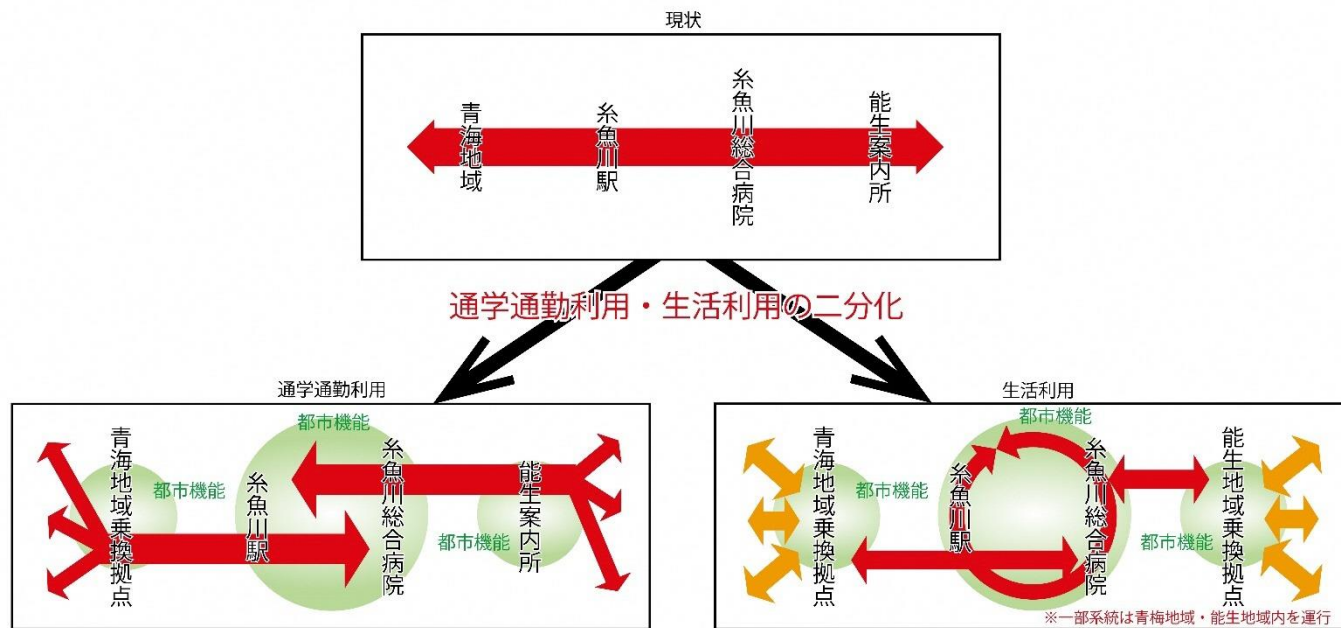 現状
青海地域
糸魚川駅
糸魚川総合病院
能生案内所
通学通勤利用・生活利用の二分化
通学通勤利用
都市機能
青海地域乗換拠点
都市機能
糸魚川駅
糸魚川総合病院
都市機能
能生案内所
生活利用
都市機能
青海地域乗換拠点
都市機能
糸魚川駅
糸魚川総合病院
都市機能
能生地域乗換拠点
※一部系統は青梅地域・能生地域内を運行